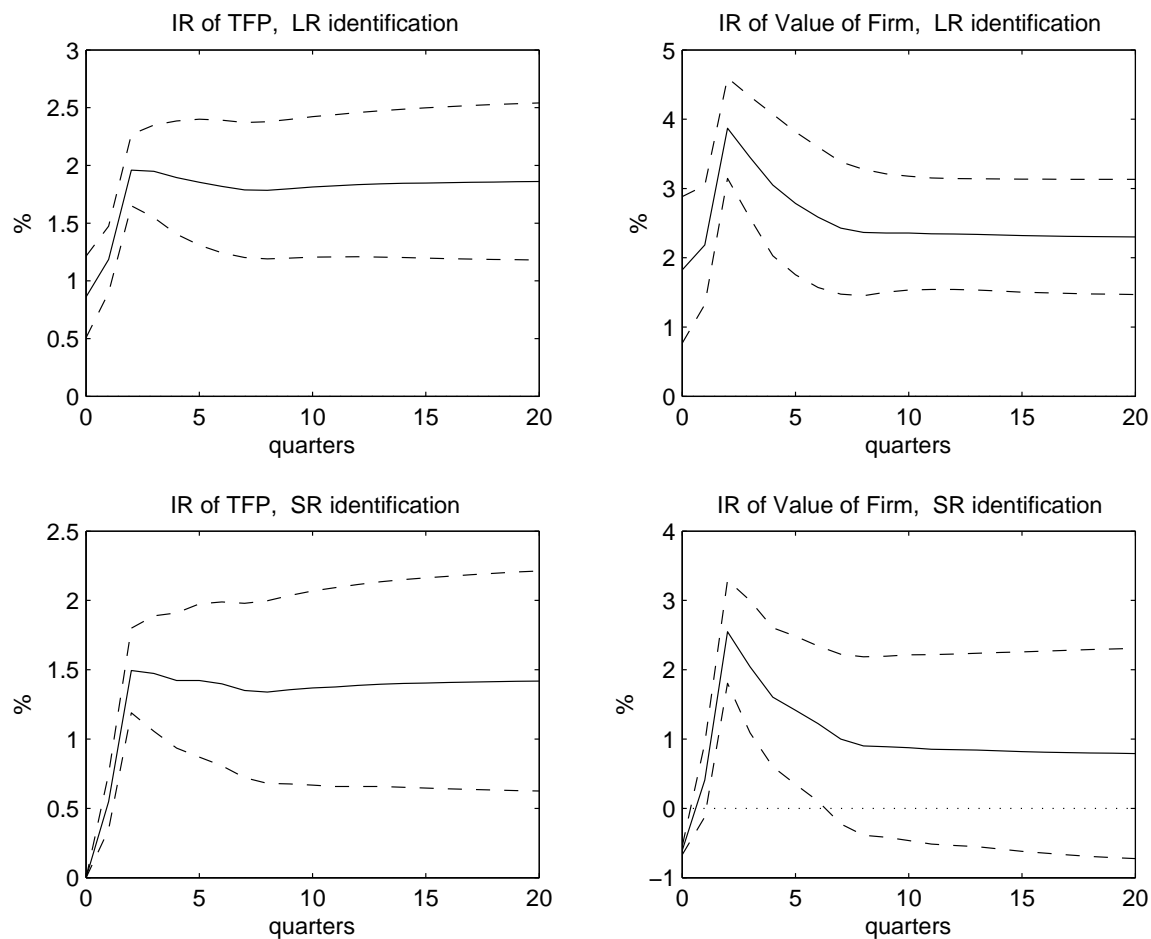 IR of TFP, LR identification
3
2.5
2
1.5
1
0.5
0
%
0 5 10 15 20
quarters
IR of Value of Firm, LR identification
5
4
3
2
1
0
%
0 5 10 15 20
quarters
IR of TFP, SR identification
2.5
2
1.5
1
0.5
0
%
0 5 10 15 20
quarters
IR of Value of Firm, SR identification
4
3
2
1
0
−1
%
0 5 10 15 20
quarters